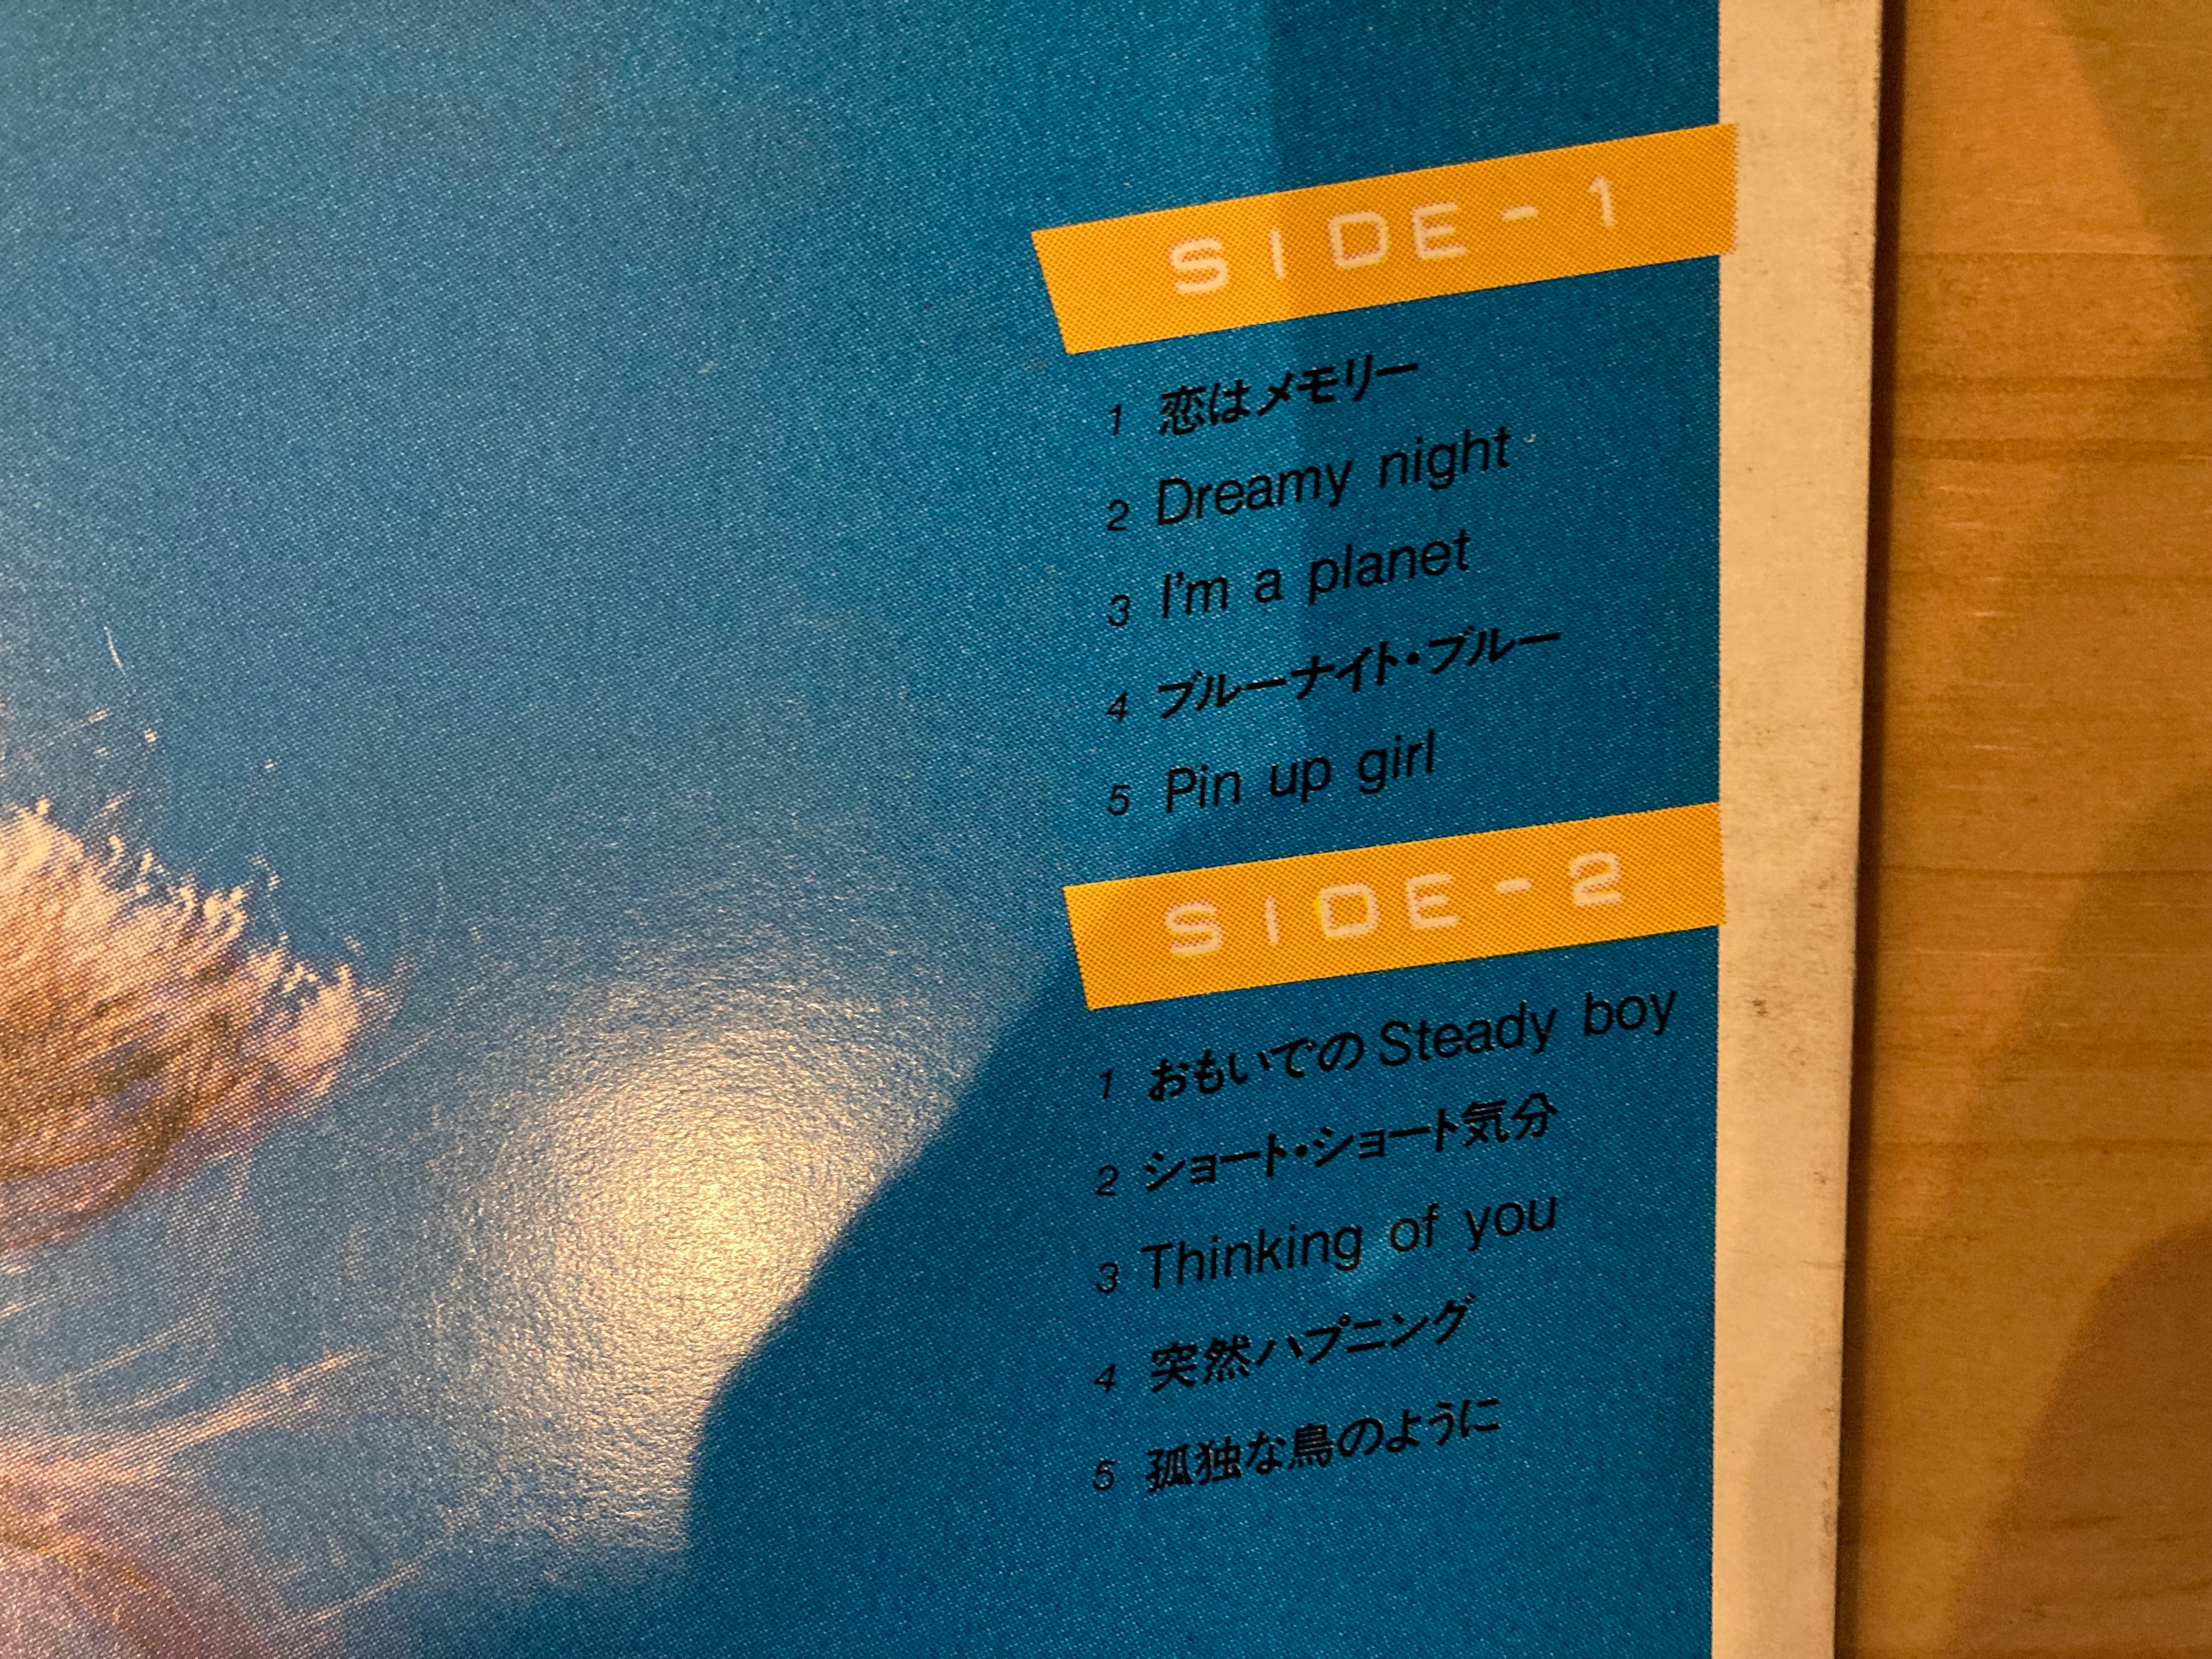 SIDE-1
1 恋はメモリー
2 Dreamy night
3 I'm a planet
4 ブルーナイト・ブルー
5 Pin up girl
SIDE-2
1 おもいでのSteady boy
2 ショート・ショート気分
3 Thinking of you
4 突然ハプニング
5 孤独な鳥のように